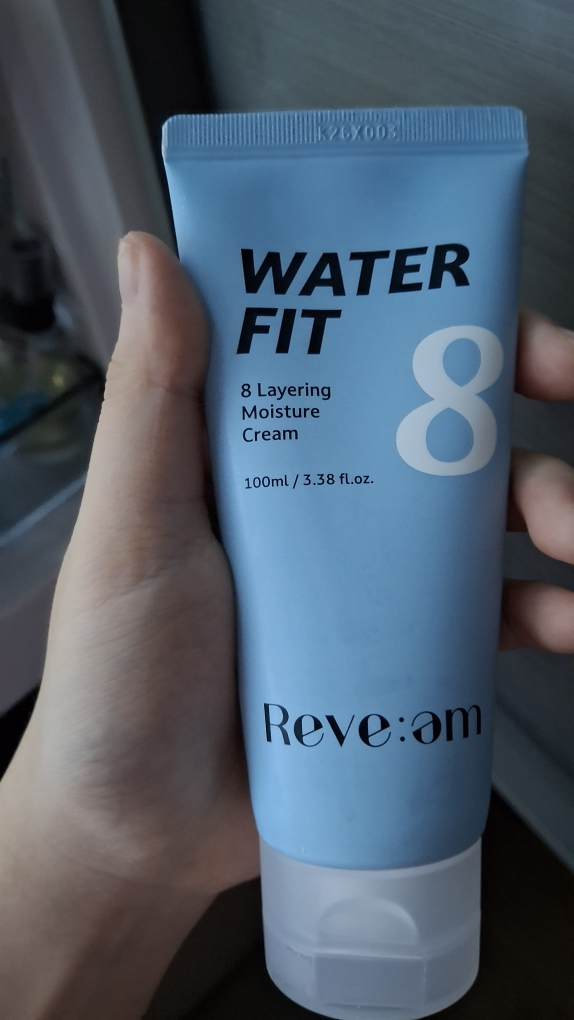 WATER
FIT
8
8 Layering
Moisture
Cream
100ml / 3.38 fl.oz.
Reve:əm